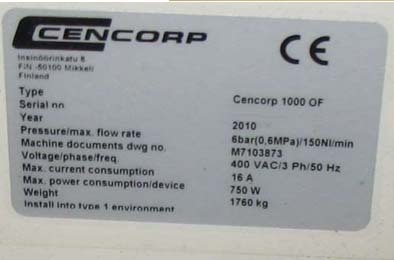 CENCORP
CE
Insinöörinkatu 8
FiN -50100 Mikkeli
Finland
Type Cencorp 1000 OF
Serial nn
Year 2010
Pressure/max. flow rate 6bar(0,6MPa)/150Nl/min
Machine documents dwg no. M7103873
Voltage/phase/freq. 400 VAC/3 Ph/50 Hz
Max. current consumption 16 A
Max. power consumption/device 750 W
Weight 1760 kg
Install into type 1 environment